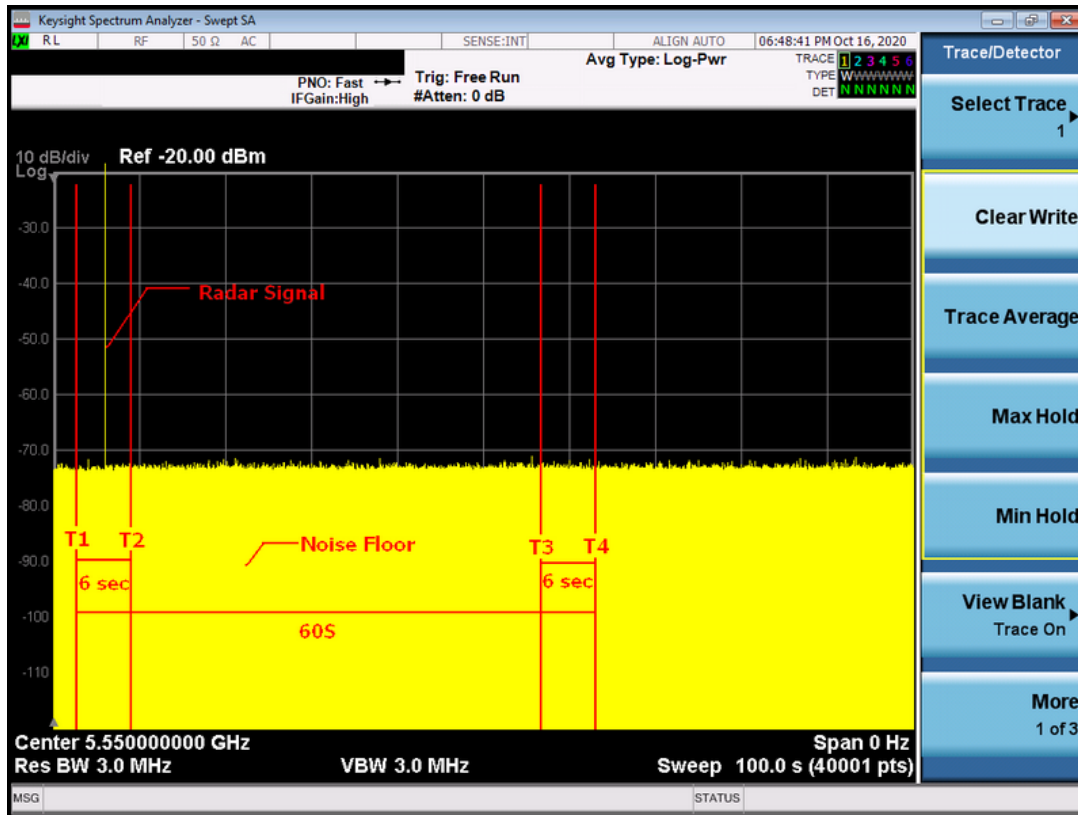 Keysight Spectrum Analyzer - Swept SA
LXI RL RF 50 Ω AC SENSE:INT ALIGN AUTO 06:48:41 PM Oct 16, 2020
Trace/Detector
Avg Type: Log-Pwr TRACE 1 2 3 4 5 6
PNO: Fast Trig: Free Run TYPE WWWWWW
IFGain:High #Atten: 0 dB DET N N N N N N
Select Trace
1
10 dB/div Ref -20.00 dBm
Log
Clear Write
-30.0
-40.0
Radar Signal
Trace Average
-50.0
-60.0
Max Hold
-70.0
-80.0
Min Hold
T1 T2 Noise Floor T3 T4
-90.0
6 sec 6 sec
View Blank
Trace On
-100
60S
-110
More
1 of 3
Center 5.550000000 GHz Span 0 Hz
Res BW 3.0 MHz VBW 3.0 MHz Sweep 100.0 s (40001 pts)
MSG STATUS